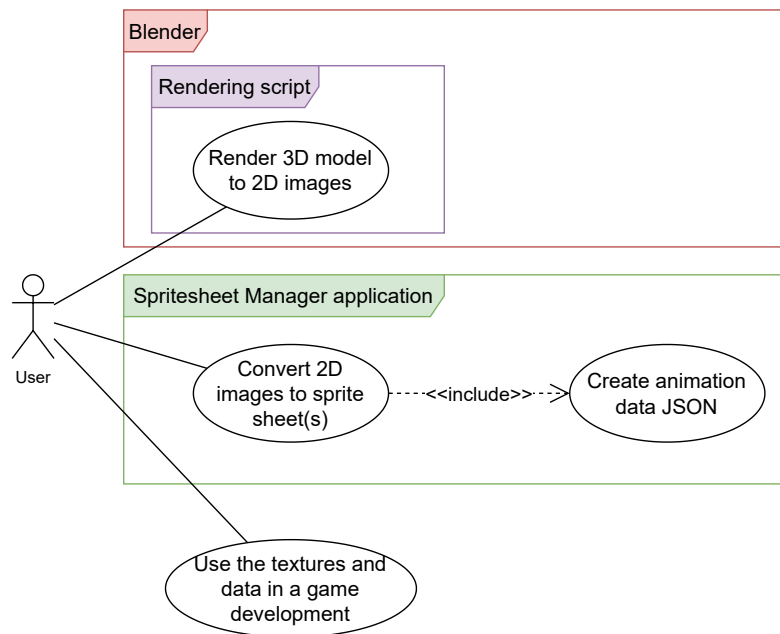 Blender
Rendering script
Render 3D model
to 2D images
Spritesheet Manager application
User
Convert 2D
images to sprite
sheet(s)
<<include>>
Create animation
data JSON
Use the textures and
data in a game
development